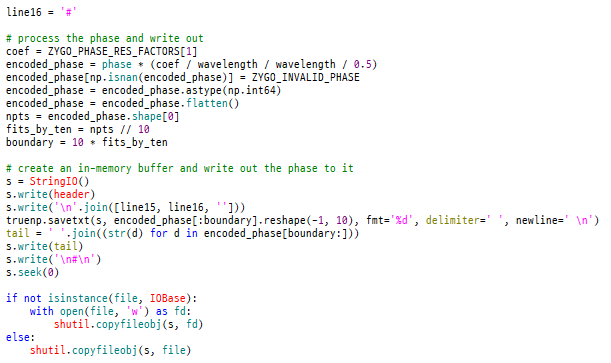 line16 = '#'
# process the phase and write out
coef = ZYGO_PHASE_RES_FACTORS[1]
encoded_phase = phase * (coef / wavelength / wavelength / 0.5)
encoded_phase[np.isnan(encoded_phase)] = ZYGO_INVALID_PHASE
encoded_phase = encoded_phase.astype(np.int64)
encoded_phase = encoded_phase.flatten()
npts = encoded_phase.shape[0]
fits_by_ten = npts // 10
boundary = 10 * fits_by_ten
# create an in-memory buffer and write out the phase to it
s = StringIO()
s.write(header)
s.write('\n'.join([line15, line16, '']))
truenp.savetxt(s, encoded_phase[:boundary].reshape(-1, 10), fmt='%d', delimiter=' ', newline=' \n')
tail = ' '.join((str(d) for d in encoded_phase[boundary:]))
s.write(tail)
s.write('\n#\n')
s.seek(0)
if not isinstance(file, IOBase):
    with open(file, 'w') as fd:
        shutil.copyfileobj(s, fd)
else:
    shutil.copyfileobj(s, file)